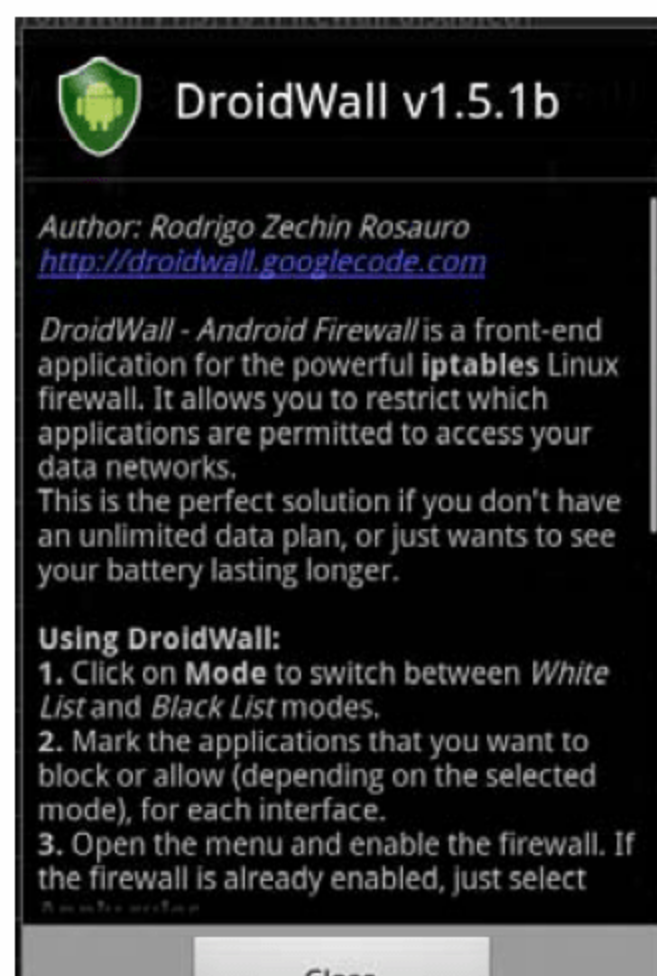 DroidWall v1.5.1b
Author: Rodrigo Zechin Rosauro
http://droidwall.googlecode.com
DroidWall - Android Firewall is a front-end
application for the powerful iptables Linux
firewall. It allows you to restrict which
applications are permitted to access your
data networks.
This is the perfect solution if you don't have
an unlimited data plan, or just wants to see
your battery lasting longer.
Using DroidWall:
1. Click on Mode to switch between White
List and Black List modes.
2. Mark the applications that you want to
block or allow (depending on the selected
mode), for each interface.
3. Open the menu and enable the firewall. If
the firewall is already enabled, just select